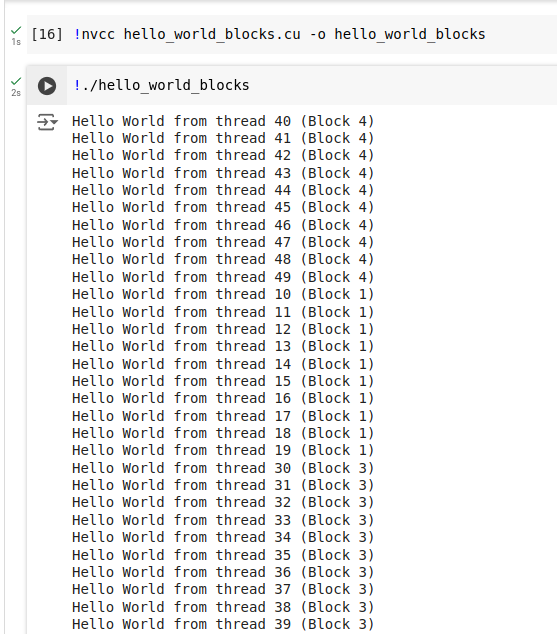 1s
[16] !nvcc hello_world_blocks.cu -o hello_world_blocks
2s
!./hello_world_blocks
Hello World from thread 40 (Block 4)
Hello World from thread 41 (Block 4)
Hello World from thread 42 (Block 4)
Hello World from thread 43 (Block 4)
Hello World from thread 44 (Block 4)
Hello World from thread 45 (Block 4)
Hello World from thread 46 (Block 4)
Hello World from thread 47 (Block 4)
Hello World from thread 48 (Block 4)
Hello World from thread 49 (Block 4)
Hello World from thread 10 (Block 1)
Hello World from thread 11 (Block 1)
Hello World from thread 12 (Block 1)
Hello World from thread 13 (Block 1)
Hello World from thread 14 (Block 1)
Hello World from thread 15 (Block 1)
Hello World from thread 16 (Block 1)
Hello World from thread 17 (Block 1)
Hello World from thread 18 (Block 1)
Hello World from thread 19 (Block 1)
Hello World from thread 30 (Block 3)
Hello World from thread 31 (Block 3)
Hello World from thread 32 (Block 3)
Hello World from thread 33 (Block 3)
Hello World from thread 34 (Block 3)
Hello World from thread 35 (Block 3)
Hello World from thread 36 (Block 3)
Hello World from thread 37 (Block 3)
Hello World from thread 38 (Block 3)
Hello World from thread 39 (Block 3)